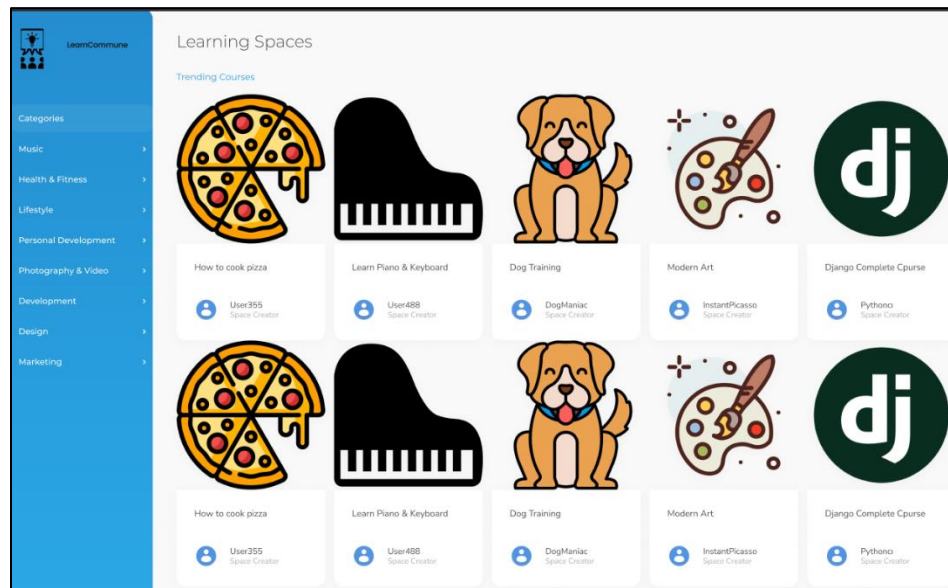 LearnCommune
Learning Spaces
Trending Courses
Categories
Music
Health & Fitness
Lifestyle
Personal Development
Photography & Video
Development
Design
Marketing
How to cook pizza
Learn Piano & Keyboard
Dog Training
Modern Art
Django Complete Cpurse
User355
User488
DogManiac
InstantPicasso
Space Creator
Space Creator
Space Creator
Space Creator
Space Creator
dj
How to cook pizza
Learn Piano & Keyboard
Dog Training
Modern Art
Django Complete Cpurse
User355
User488
DogManiac
InstantPicasso
Space Creator
Space Creator
Space Creator
Space Creator
Space Creator
dj